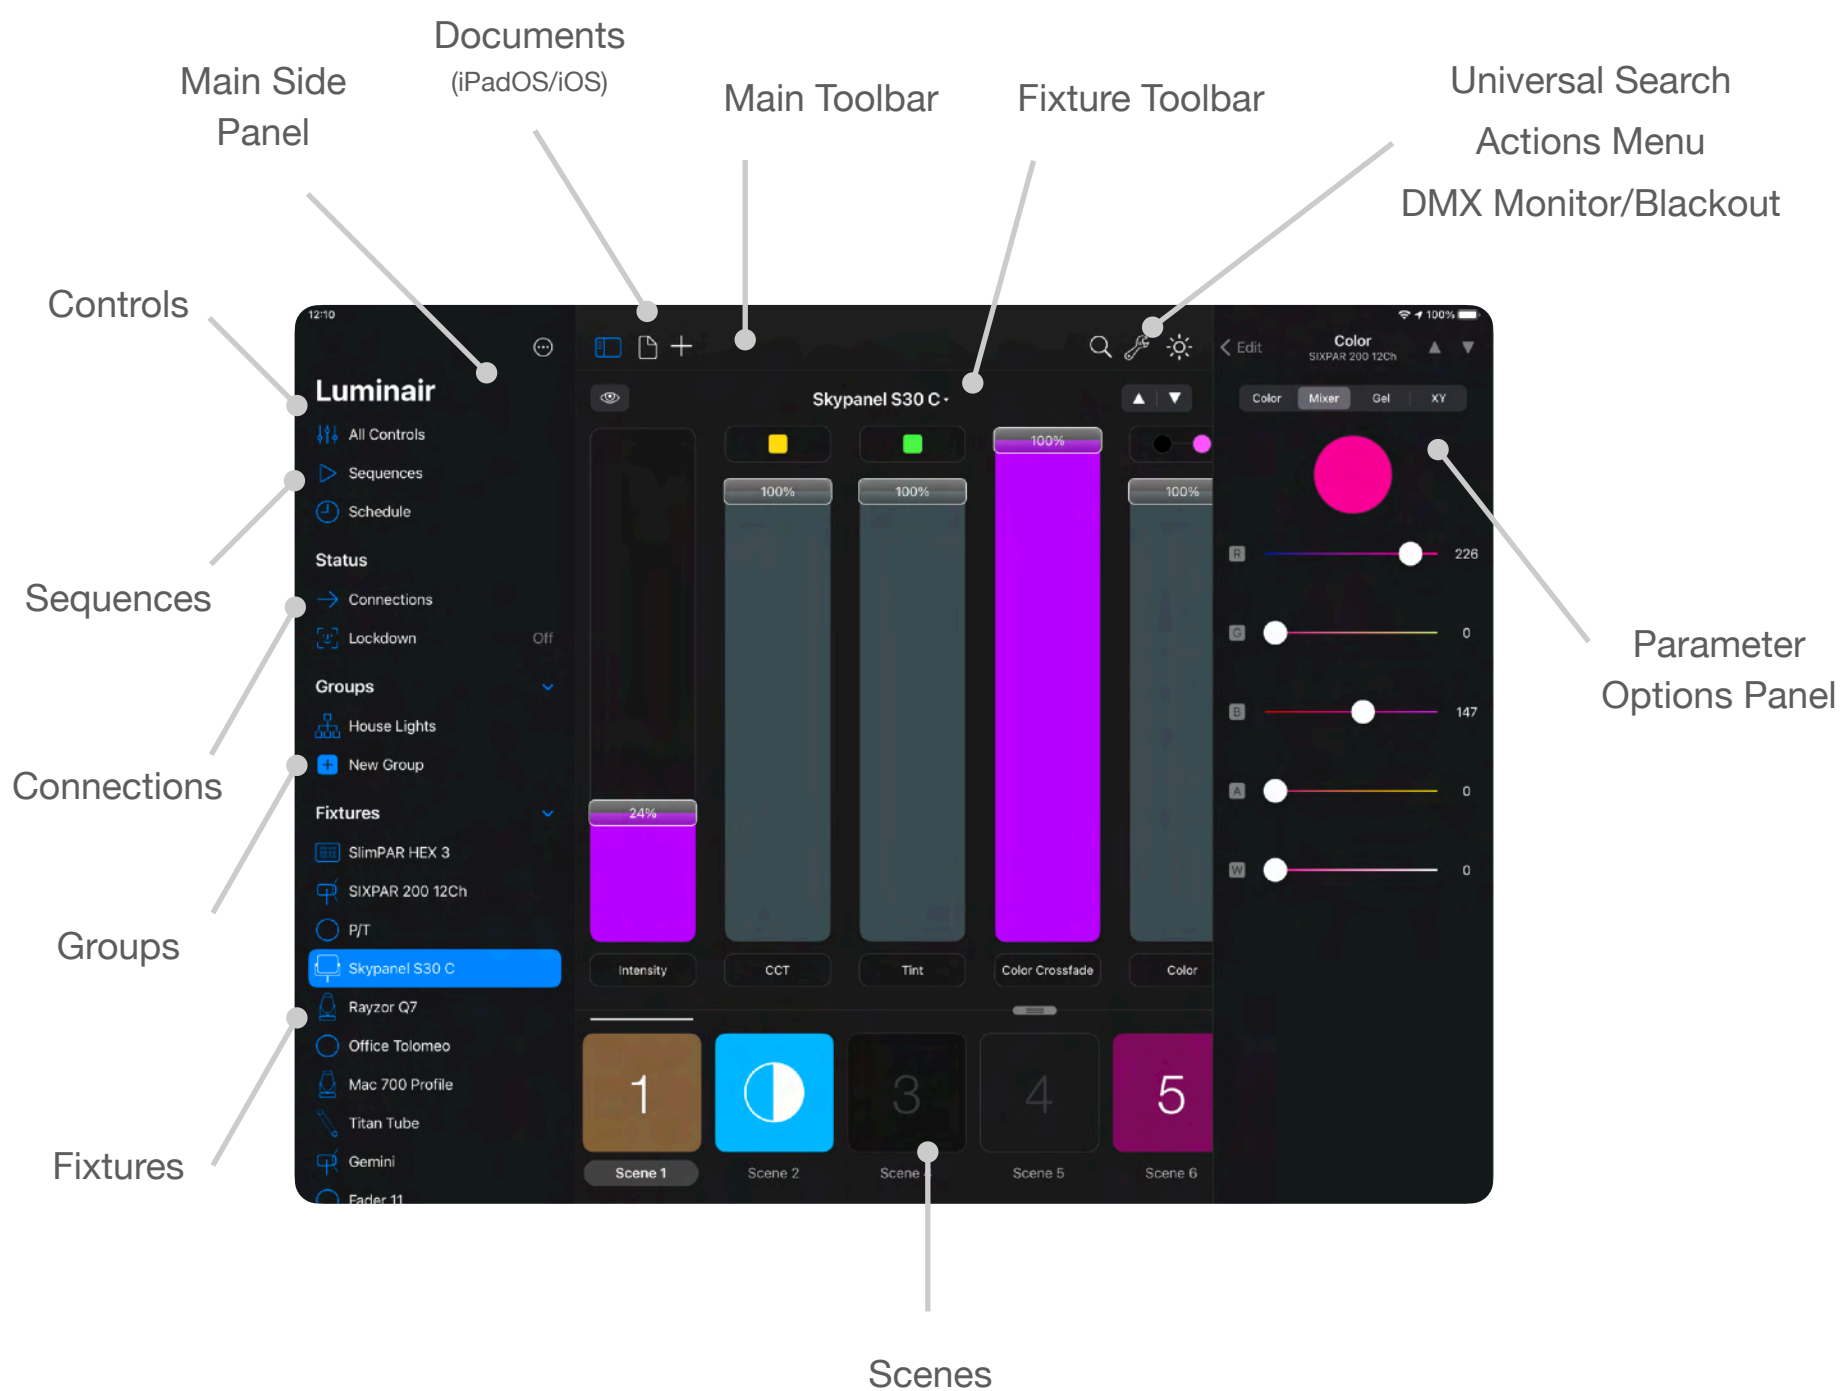 Documents
(iPadOS/iOS)
Main Side
Panel
Main Toolbar
Fixture Toolbar
Universal Search
Actions Menu
DMX Monitor/Blackout
Controls
Sequences
Connections
Groups
Fixtures
12:10
Luminair
All Controls
Sequences
Schedule
Status
Connections
Lockdown Off
Groups
House Lights
New Group
Fixtures
SlimPAR HEX 3
SIXPAR 200 12Ch
P/T
Skypanel S30 C
Rayzor Q7
Office Tolomeo
Mac 700 Profile
Titan Tube
Gemini
Fader 11
Skypanel S30 C
100%
100% 100% 100%
24%
Intensity CCT Tint Color Crossfade Color
1 3 4 5
Scene 1 Scene 2 Scene Scene 5 Scene 6
100%
Edit
Color
SIXPAR 200 12Ch
Color Mixer Gel XY
R 226
G 0
B 147
A 0
W 0
Parameter
Options Panel
Scenes